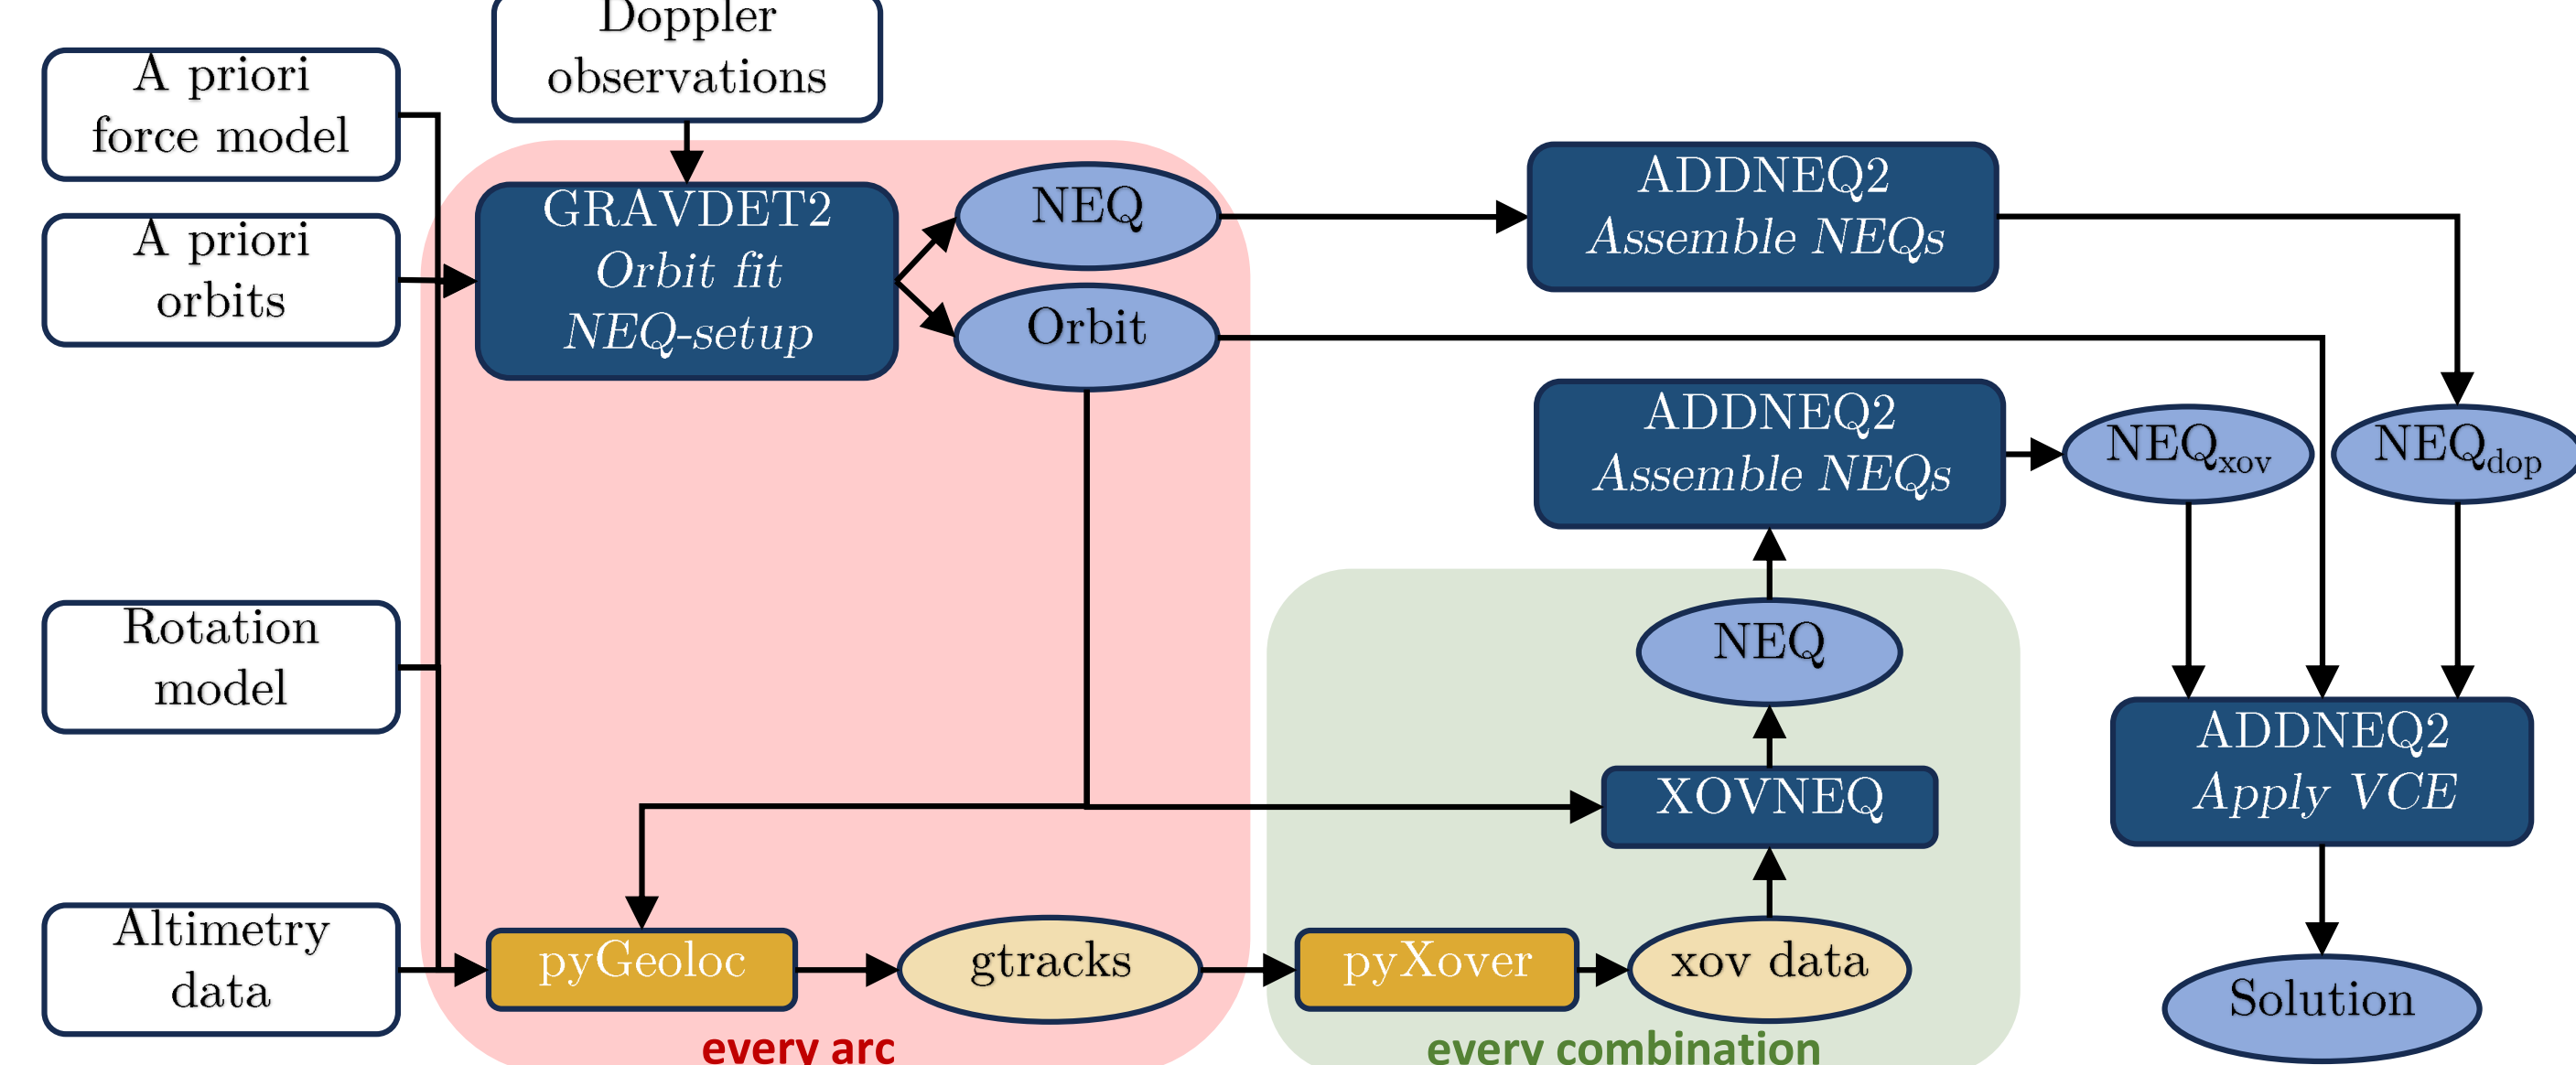 Doppler
observations
A priori
force model
A priori
orbits
Rotation
model
Altimetry
data
GRAVDET2
Orbit fit
NEQ-setup
NEQ
Orbit
ADDNEQ2
Assemble NEQs
ADDNEQ2
Assemble NEQs
NEQxov
NEQdop
NEQ
XOVNEQ
ADDNEQ2
Apply VCE
pyGeoloc
gtracks
pyXover
xov data
Solution
every arc
every combination